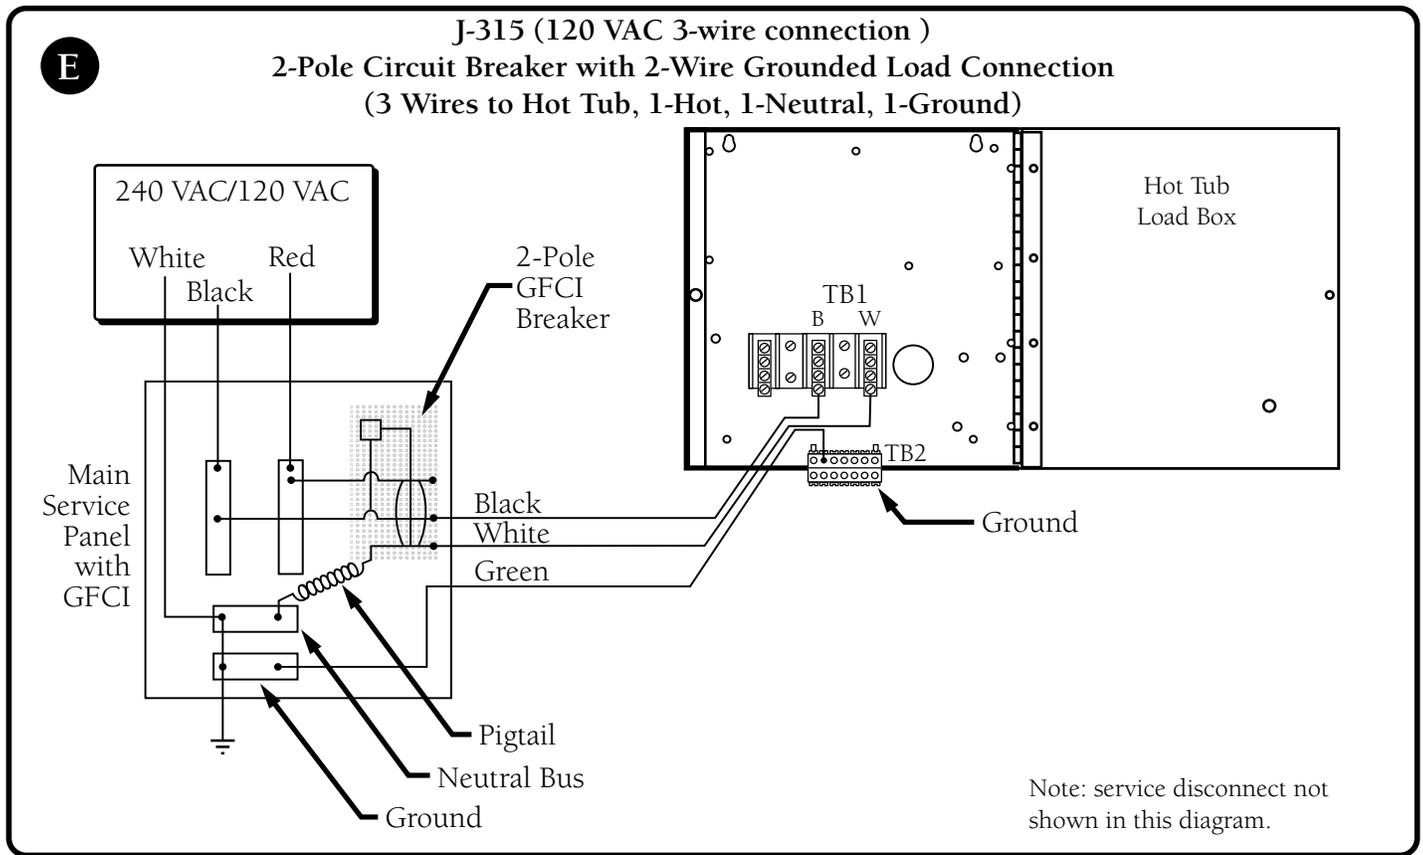 J-315 (120 VAC 3-wire connection )
E
2-Pole Circuit Breaker with 2-Wire Grounded Load Connection
(3 Wires to Hot Tub, 1-Hot, 1-Neutral, 1-Ground)
240 VAC/120 VAC
White
Red
Black
2-Pole
GFCI
Breaker
Hot Tub
Load Box
TB1
B
W
TB2
Ground
Main
Service
Panel
with
GFCI
Black
White
Green
Pigtail
Neutral Bus
Ground
Note: service disconnect not
shown in this diagram.